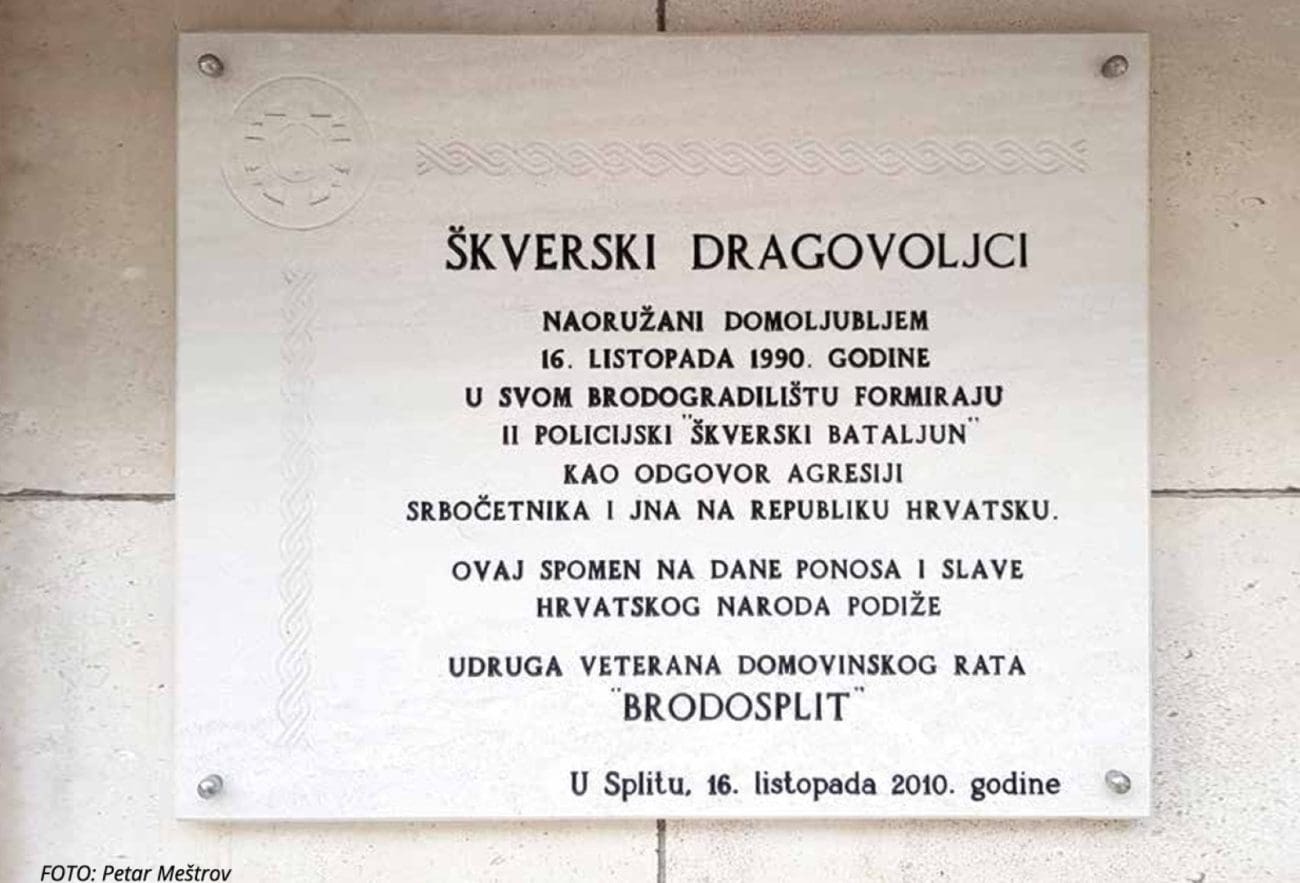 ŠKVERSKI DRAGOVOLJCI
NAORUŽANI DOMOLJUBLJEM
16. LISTOPADA 1990. GODINE
U SVOM BRODOGRADILIŠTU FORMIRAJU
II POLICIJSKI "ŠKVERSKI BATALJUN"
KAO ODGOVOR AGRESIJI
SRBOČETNIKA I JNA NA REPUBLIKU HRVATSKU.
OVAJ SPOMEN NA DANE PONOSA I SLAVE
HRVATSKOG NARODA PODIŽE
UDRUGA VETERANA DOMOVINSKOG RATA
"BRODOSPLIT"
U Splitu, 16. listopada 2010. godine
FOTO: Petar Meštrov